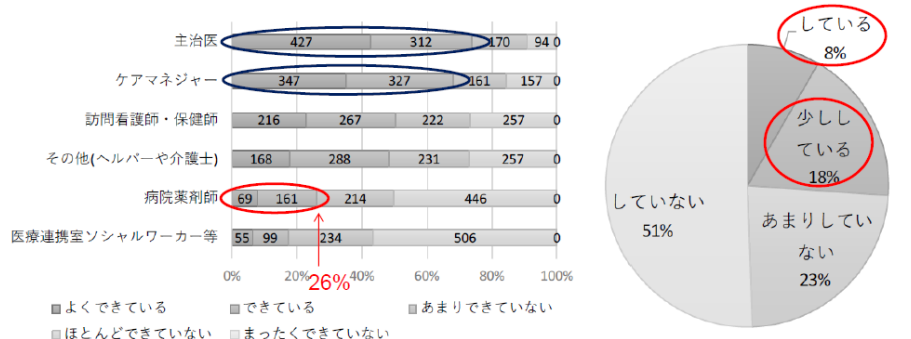 主治医 427 312 170 94 0
ケアマネジャー 347 327 161 157 0
訪問看護師・保健師 216 267 222 257 0
その他(ヘルパーや介護士) 168 288 231 257 0
病院薬剤師 69 161 214 446 0
医療連携室ソシャルワーカー等 55 99 234 506 0
0% 20% 40% 60% 80% 100%
26%
よくできている できている あまりできていない
ほとんどできていない まったくできていない
している
8%
少しし
ている
18%
あまりしてい
ない
23%
していない
51%